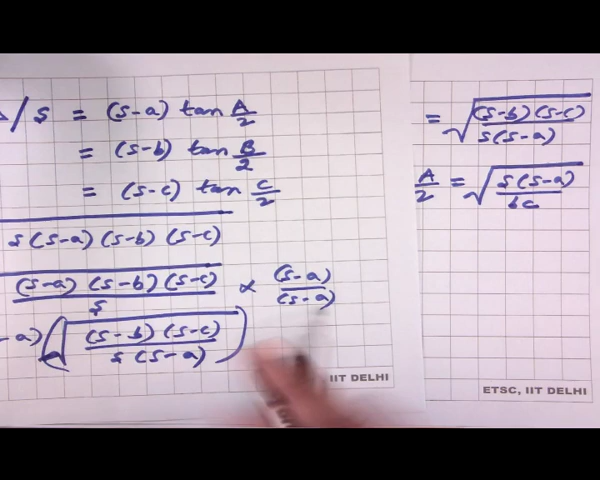 / s = (s-a) tan A/2
= (s-b) tan B/2
= (s-c) tan C/2
s (s-a) (s-b) (s-c)
(s-a) (s-b) (s-c) / s × (s-a) / (s-a)
-a) ( √ (s-b) (s-c) / s (s-a) )
IIT DELHI
= √ (s-b) (s-c) / s(s-a)
A/2 = √ s(s-a) / bc
ETSC, IIT DELHI